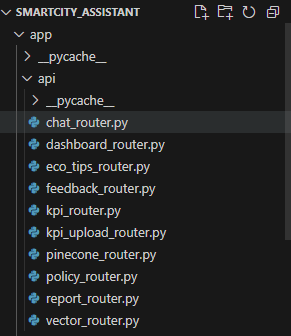 SMARTCITY_ASSISTANT
app
__pycache__
api
__pycache__
chat_router.py
dashboard_router.py
eco_tips_router.py
feedback_router.py
kpi_router.py
kpi_upload_router.py
pinecone_router.py
policy_router.py
report_router.py
vector_router.py